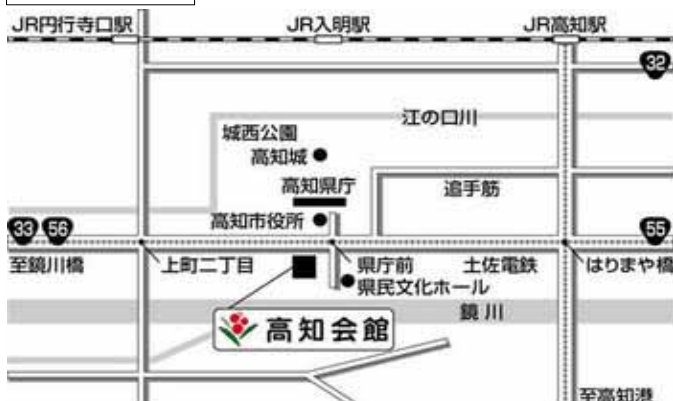 JR円行寺口駅
JR入明駅
JR高知駅
32
江の口川
城西公園
高知城
高知県庁
追手筋
高知市役所
33 56
55
至鏡川橋
上町二丁目
県庁前
土佐電鉄
はりまや橋
県民文化ホール
鏡川
高知会館
至高知港